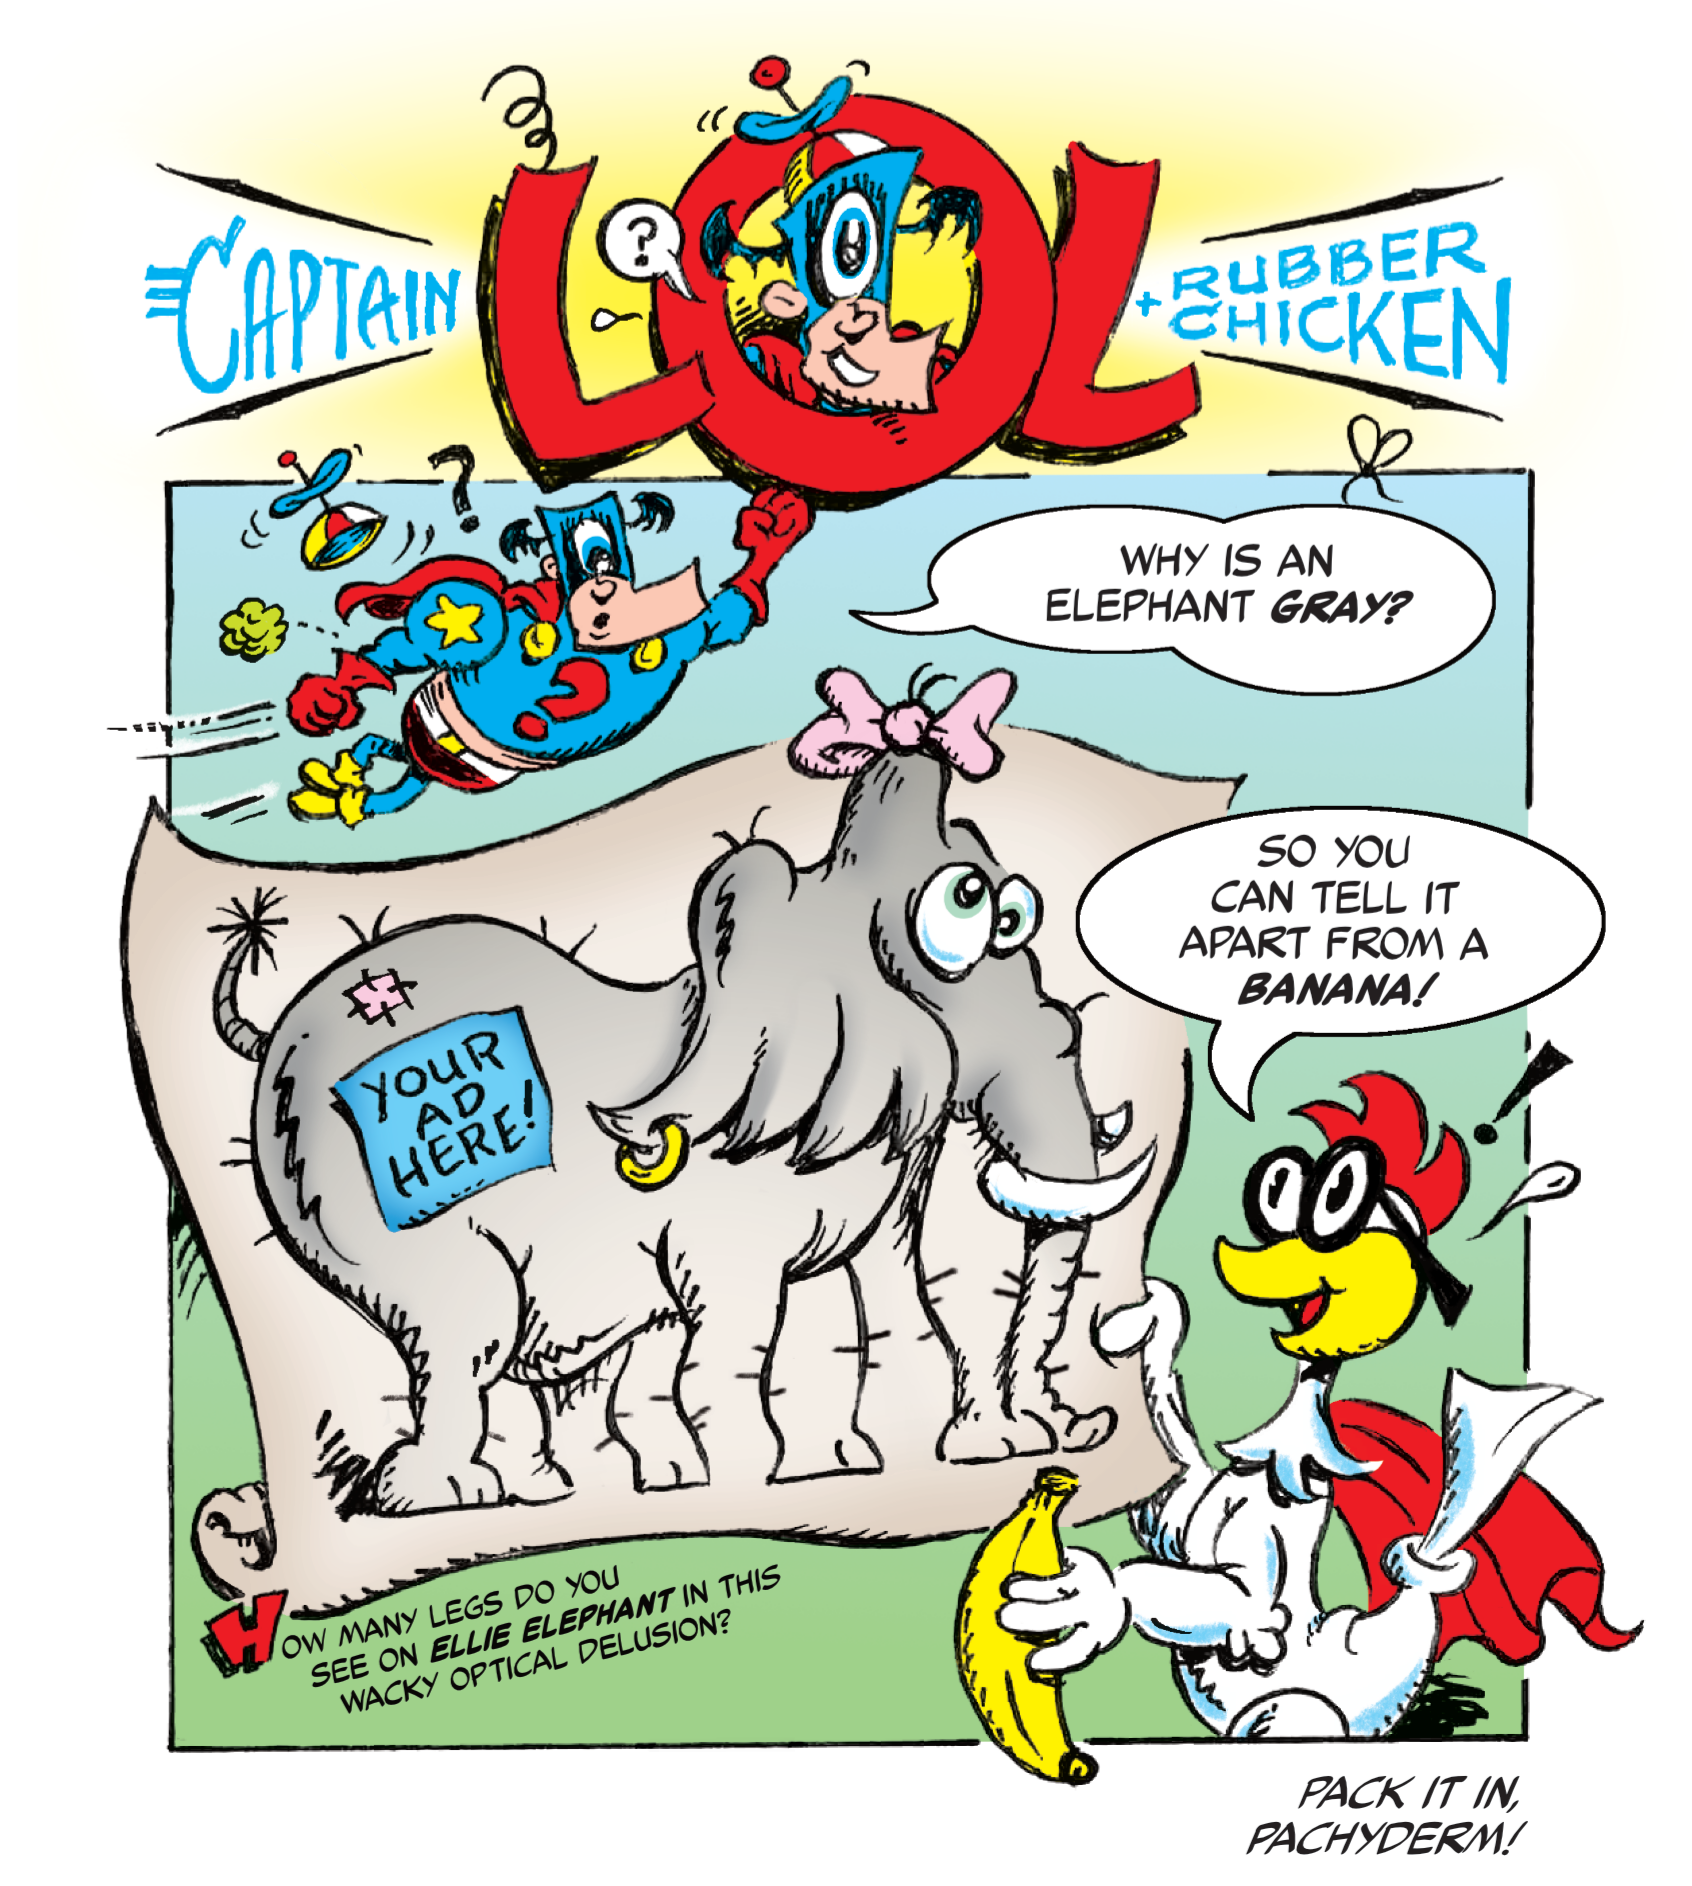 CAPTAIN
LOL
+ RUBBER
CHICKEN
?
?
WHY IS AN
ELEPHANT GRAY?
?
SO YOU
CAN TELL IT
APART FROM A
BANANA!
YOUR
AD
HERE!
!
HOW MANY LEGS DO YOU
SEE ON ELLIE ELEPHANT IN THIS
WACKY OPTICAL DELUSION?
PACK IT IN,
PACHYDERM!